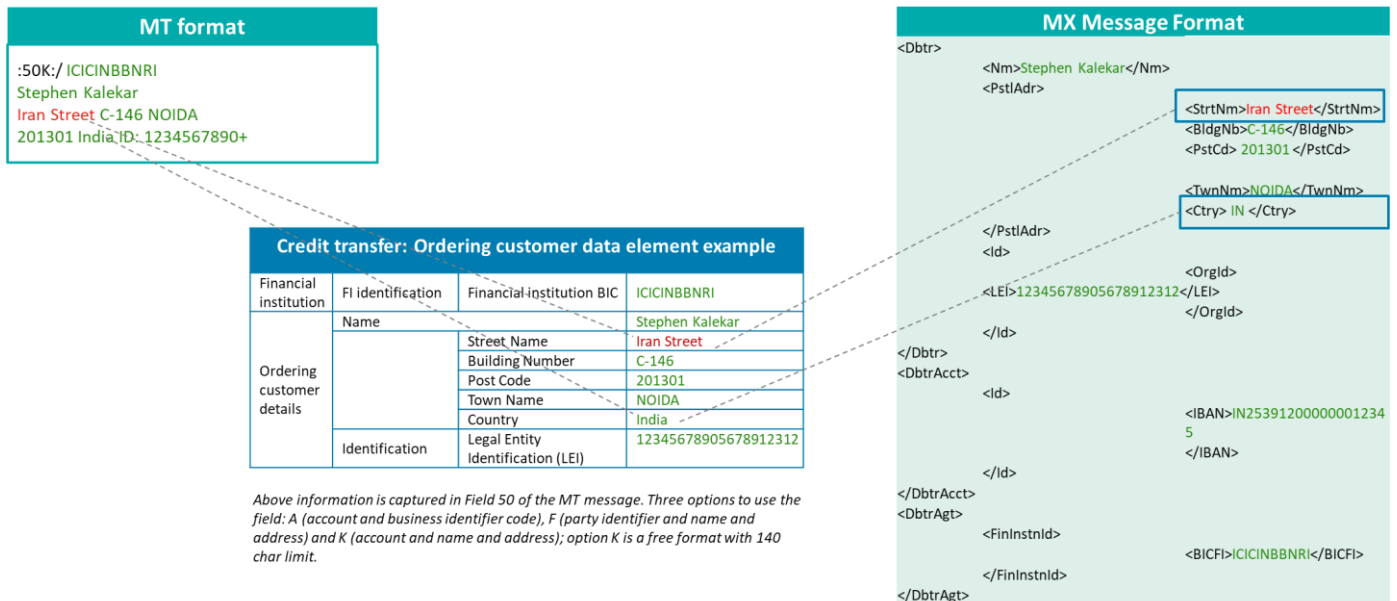 MT format
:50K:/ ICICINBBNRI
Stephen Kalekar
Iran Street C-146 NOIDA
201301 India ID: 1234567890+
Credit transfer: Ordering customer data element example
Financial institution
FI identification
Financial institution BIC
ICICINBBNRI
Ordering customer details
Name
Stephen Kalekar
Street Name
Iran Street
Building Number
C-146
Post Code
201301
Town Name
NOIDA
Country
India
Identification
Legal Entity Identification (LEI)
12345678905678912312
Above information is captured in Field 50 of the MT message. Three options to use the
field: A (account and business identifier code), F (party identifier and name and
address) and K (account and name and address); option K is a free format with 140
char limit.
MX Message Format
<Dbtr>
<Nm>Stephen Kalekar</Nm>
<PstlAdr>
<StrtNm>Iran Street</StrtNm>
<BldgNb>C-146</BldgNb>
<PstCd> 201301 </PstCd>
<TwnNm>NOIDA</TwnNm>
<Ctry> IN </Ctry>
</PstlAdr>
<Id>
<OrgId>
<LEI>12345678905678912312</LEI>
</OrgId>
</Id>
</Dbtr>
<DbtrAcct>
<Id>
<IBAN>IN25391200000001234
5
</IBAN>
</Id>
</DbtrAcct>
<DbtrAgt>
<FinInstnId>
<BICFI>ICICINBBNRI</BICFI>
</FinInstnId>
</DbtrAgt>